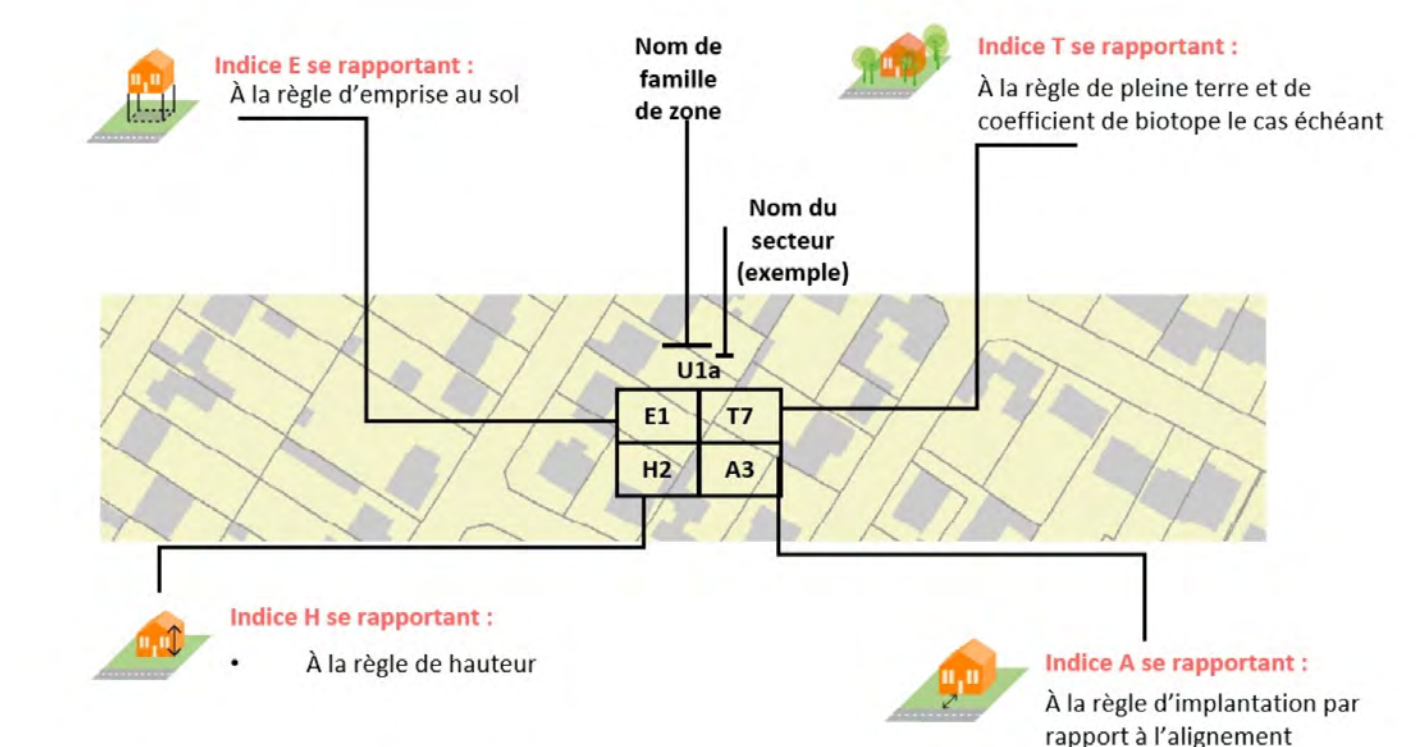 Indice E se rapportant :
À la règle d'emprise au sol
Nom de
famille
de zone
Indice T se rapportant :
À la règle de pleine terre et de
coefficient de biotope le cas échéant
Nom du
secteur
(exemple)
U1a
E1 T7
H2 A3
Indice H se rapportant :
• À la règle de hauteur
Indice A se rapportant :
À la règle d'implantation par
rapport à l'alignement